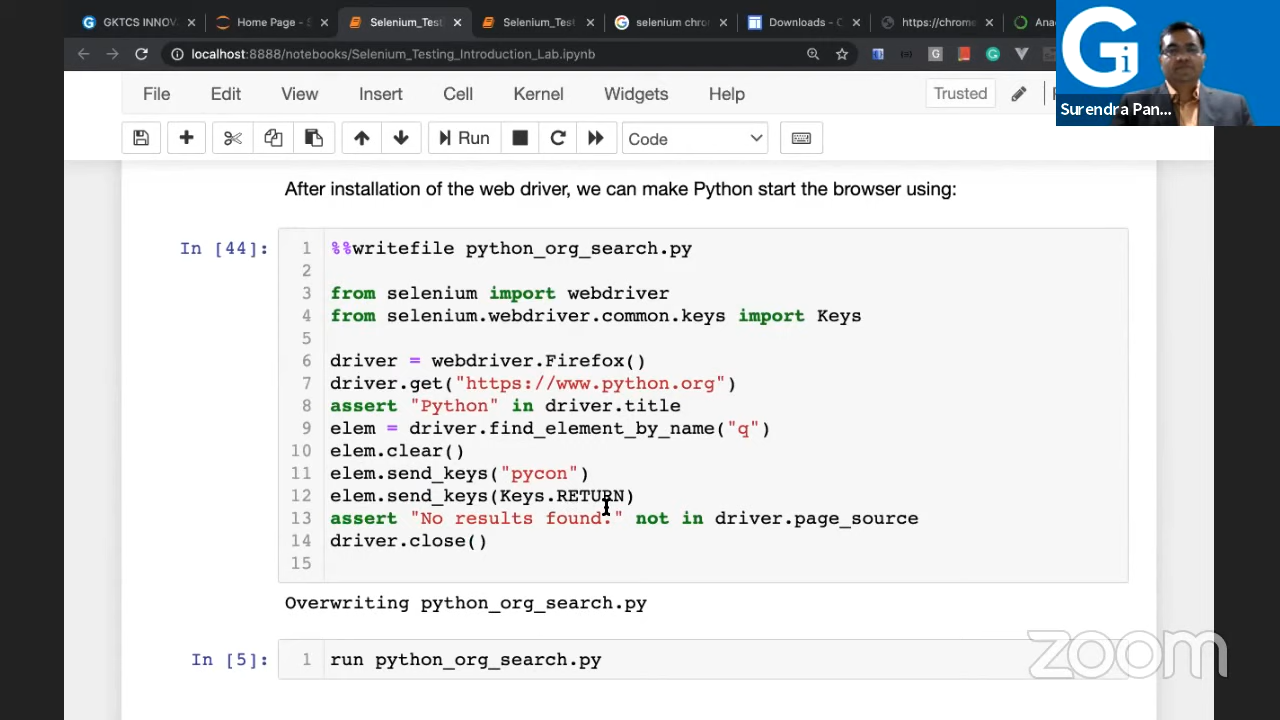 GKTCS INNOV
Home Page - S
Selenium_Test
Selenium_Test
selenium chrom
Downloads - C
https://chrome
Ana
localhost:8888/notebooks/Selenium_Testing_Introduction_Lab.ipynb
Gi
Surendra Pan...
File Edit View Insert Cell Kernel Widgets Help Trusted
Run Code
After installation of the web driver, we can make Python start the browser using:
In [44]: 1 %%writefile python_org_search.py
2
3 from selenium import webdriver
4 from selenium.webdriver.common.keys import Keys
5
6 driver = webdriver.Firefox()
7 driver.get("https://www.python.org")
8 assert "Python" in driver.title
9 elem = driver.find_element_by_name("q")
10 elem.clear()
11 elem.send_keys("pycon")
12 elem.send_keys(Keys.RETURN)
13 assert "No results found." not in driver.page_source
14 driver.close()
15
Overwriting python_org_search.py
In [5]: 1 run python_org_search.py
zoom